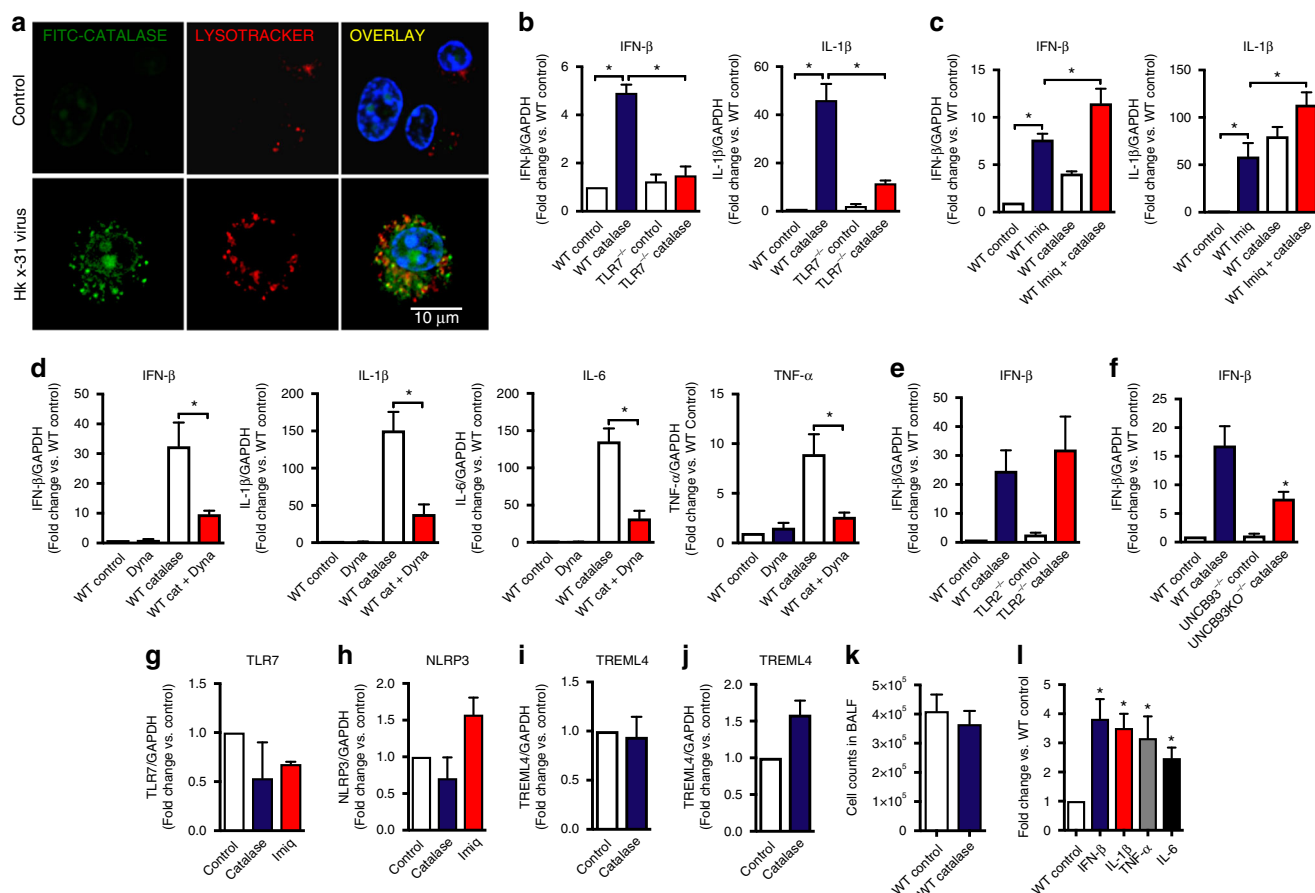 a
FITC-CATALASE LYSOTRACKER OVERLAY
Control
Hk x-31 virus
10 μm
b
IFN-β
IFN-β/GAPDH
(Fold change vs. WT control)
6
4
2
0
* *
WT control
WT catalase
TLR7⁻/⁻ control
TLR7⁻/⁻ catalase
IL-1β
IL-1β/GAPDH
(Fold change vs. WT control)
60
40
20
0
* *
WT control
WT catalase
TLR7⁻/⁻ control
TLR7⁻/⁻ catalase
c
IFN-β
IFN-β/GAPDH
(Fold change vs. WT control)
15
10
5
0
*
*
WT control
WT Imiq
WT catalase
WT Imiq + catalase
IL-1β
IL-1β/GAPDH
(Fold change vs. WT control)
150
100
50
0
*
*
WT control
WT Imiq
WT catalase
WT Imiq + catalase
d
IFN-β
IFN-β/GAPDH
(Fold change vs. WT control)
50
40
30
20
10
0
*
WT control
Dyna
WT catalase
WT cat + Dyna
IL-1β
IL-1β/GAPDH
(Fold change vs. WT control)
200
150
100
50
0
*
WT control
Dyna
WT catalase
WT cat + Dyna
IL-6
IL-6/GAPDH
(Fold change vs. WT control)
200
150
100
50
0
*
WT control
Dyna
WT catalase
WT cat + Dyna
TNF-α
TNF-α/GAPDH
(Fold change vs. WT Control)
15
10
5
0
*
WT control
Dyna
WT catalase
WT cat + Dyna
e
IFN-β
IFN-β/GAPDH
(Fold change vs. WT control)
50
40
30
20
10
0
WT control
WT catalase
TLR2⁻/⁻ control
TLR2⁻/⁻ catalase
f
IFN-β
IFN-β/GAPDH
(Fold change vs. WT control)
25
20
15
10
5
0
*
WT control
WT catalase
UNCB93⁻/⁻ control
UNCB93KO⁻/⁻ catalase
g
TLR7
TLR7/GAPDH
(Fold change vs. control)
1.5
1.0
0.5
0.0
Control
Catalase
Imiq
h
NLRP3
NLRP3/GAPDH
(Fold change vs. control)
2.0
1.5
1.0
0.5
0.0
Control
Catalase
Imiq
i
TREML4
TREML4/GAPDH
(Fold change vs. control)
1.5
1.0
0.5
0.0
Control
Catalase
j
TREML4
TREML4/GAPDH
(Fold change vs. control)
2.0
1.5
1.0
0.5
0.0
Control
Catalase
k
Cell counts in BALF
5×10⁵
4×10⁵
3×10⁵
2×10⁵
1×10⁵
0
WT control
WT catalase
l
Fold change vs. WT control
5
4
3
2
1
0
* * * *
WT control
IFN-β
IL-1β
TNF-α
IL-6